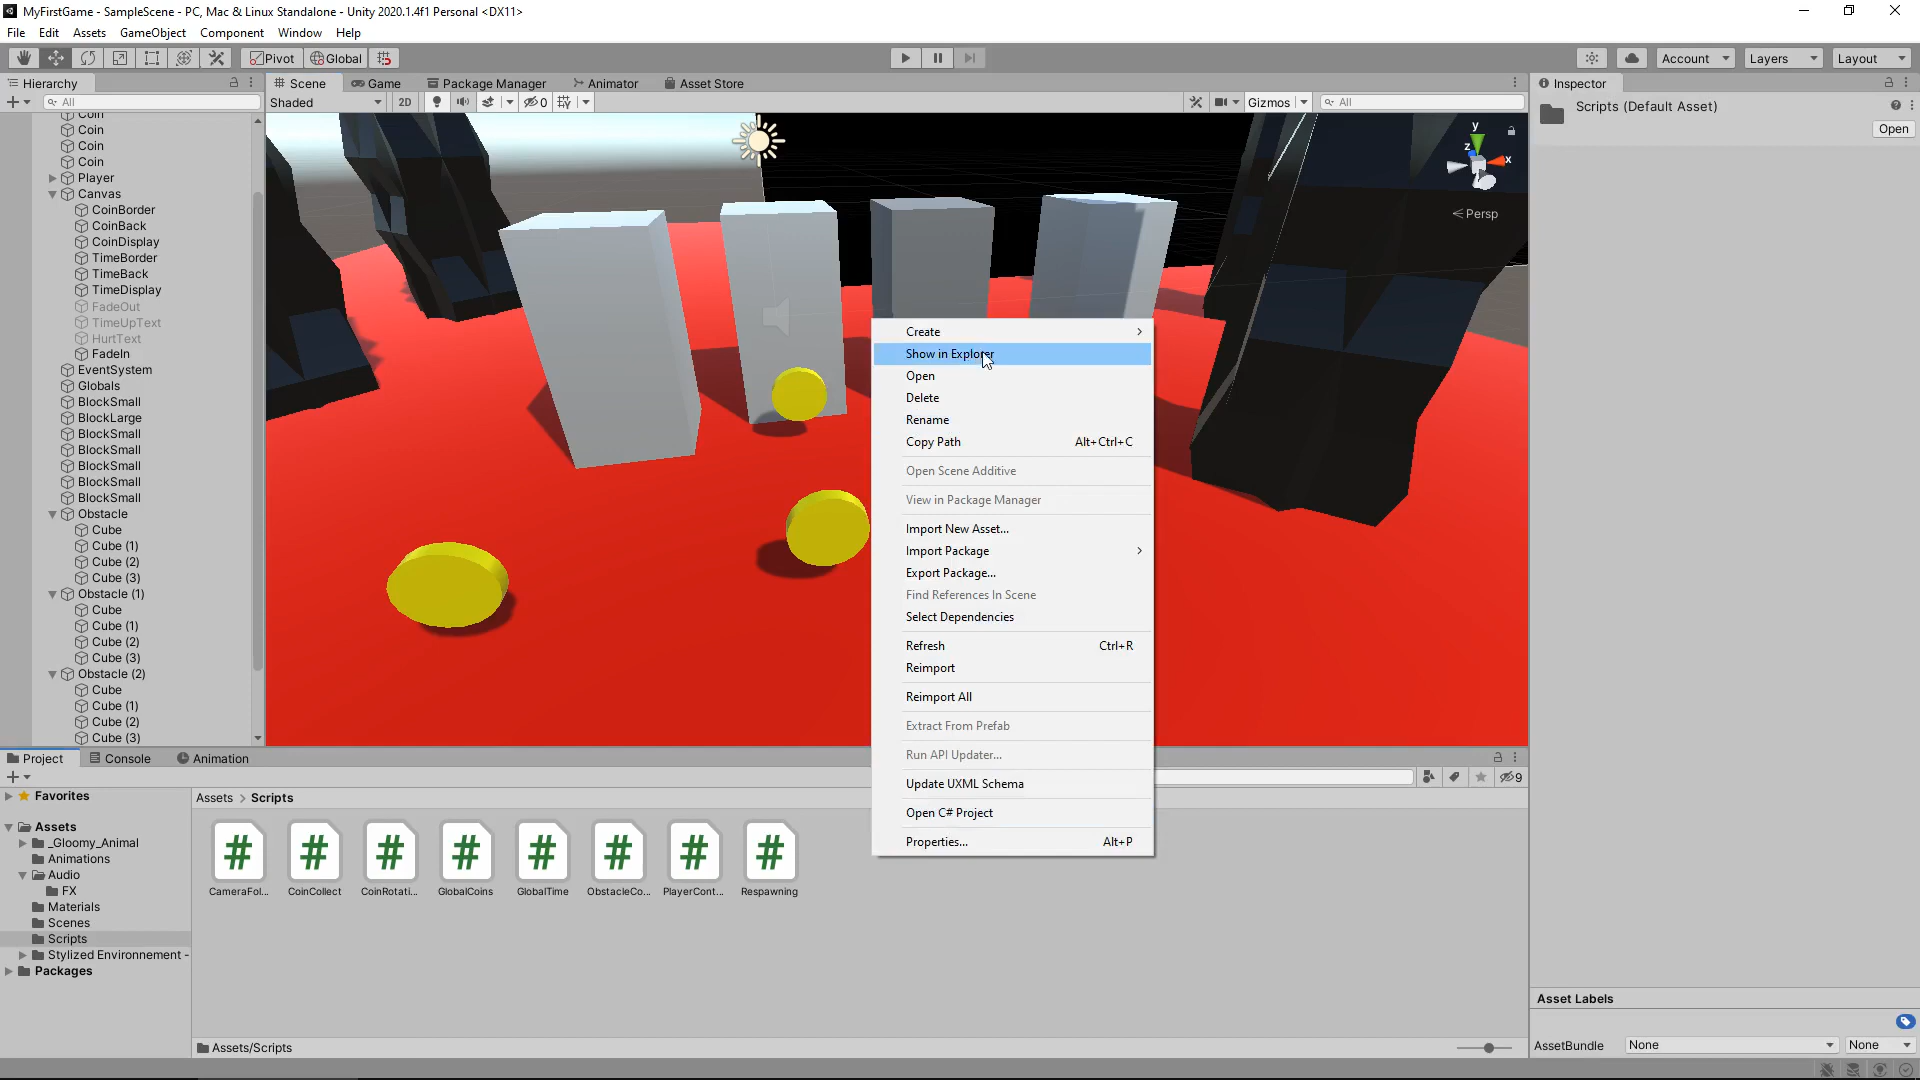 MyFirstGame - SampleScene - PC, Mac & Linux Standalone - Unity 2020.1.4f1 Personal <DX11>
File Edit Assets GameObject Component Window Help
Pivot Global Account Layers Layout
Hierarchy Scene Game Package Manager Animator Asset Store Inspector
All Shaded 2D 0 Gizmos All
Scripts (Default Asset)
Open
Coin
Coin
Coin
Coin
Player
Canvas
CoinBorder
CoinBack
CoinDisplay
TimeBorder
TimeBack
TimeDisplay
FadeOut
TimeUpText
HurtText
FadeIn
EventSystem
Globals
BlockSmall
BlockLarge
BlockSmall
BlockSmall
BlockSmall
BlockSmall
BlockSmall
Obstacle
Cube
Cube (1)
Cube (2)
Cube (3)
Obstacle (1)
Cube
Cube (1)
Cube (2)
Cube (3)
Obstacle (2)
Cube
Cube (1)
Cube (2)
Cube (3)
y
z
x
Persp
Create
Show in Explorer
Open
Delete
Rename
Copy Path Alt+Ctrl+C
Open Scene Additive
View in Package Manager
Import New Asset...
Import Package
Export Package...
Find References In Scene
Select Dependencies
Refresh Ctrl+R
Reimport
Reimport All
Extract From Prefab
Run API Updater...
Update UXML Schema
Open C# Project
Properties... Alt+P
Project Console Animation
9
Favorites
Assets
_Gloomy_Animal
Animations
Audio
FX
Materials
Scenes
Scripts
Stylized Environnement -
Packages
Assets > Scripts
# # # # # # # #
CameraFol... CoinCollect CoinRotati... GlobalCoins GlobalTime ObstacleCo... PlayerCont... Respawning
Assets/Scripts
Asset Labels
AssetBundle None None